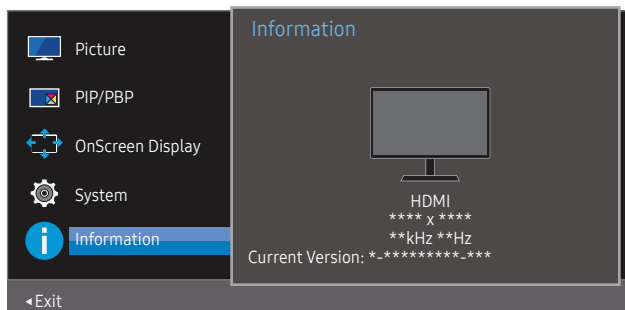 Picture
PIP/PBP
OnScreen Display
System
Information
Information
HDMI
**** x ****
**kHz **Hz
Current Version: *-*********-***
◂Exit